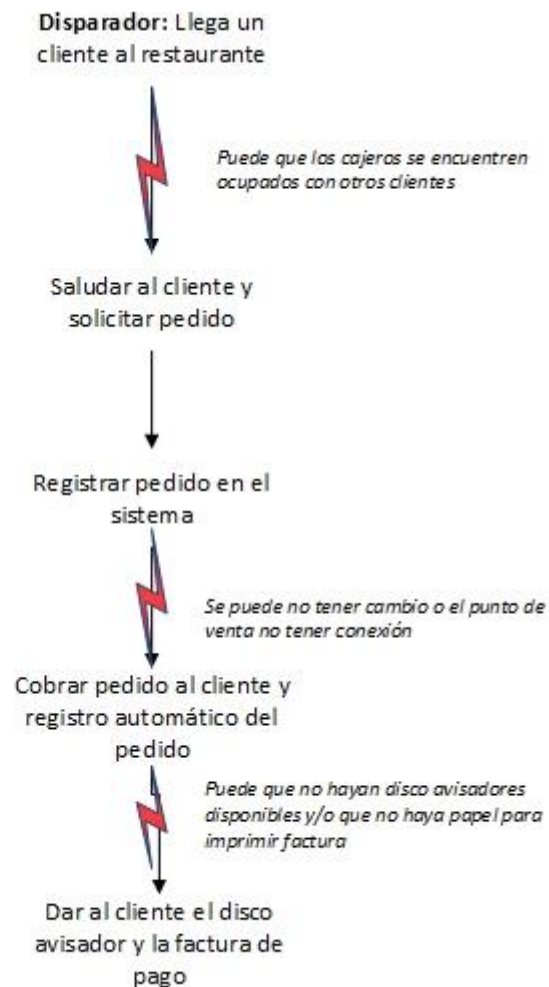 Disparador: Llega un
cliente al restaurante
Puede que los cajeros se encuentren
ocupados con otros clientes
Saludar al cliente y
solicitar pedido
Registrar pedido en el
sistema
Se puede no tener cambio o el punto de
venta no tener conexión
Cobrar pedido al cliente y
registro automático del
pedido
Puede que no hayan disco avisadores
disponibles y/o que no haya papel para
imprimir factura
Dar al cliente el disco
avisador y la factura de
pago